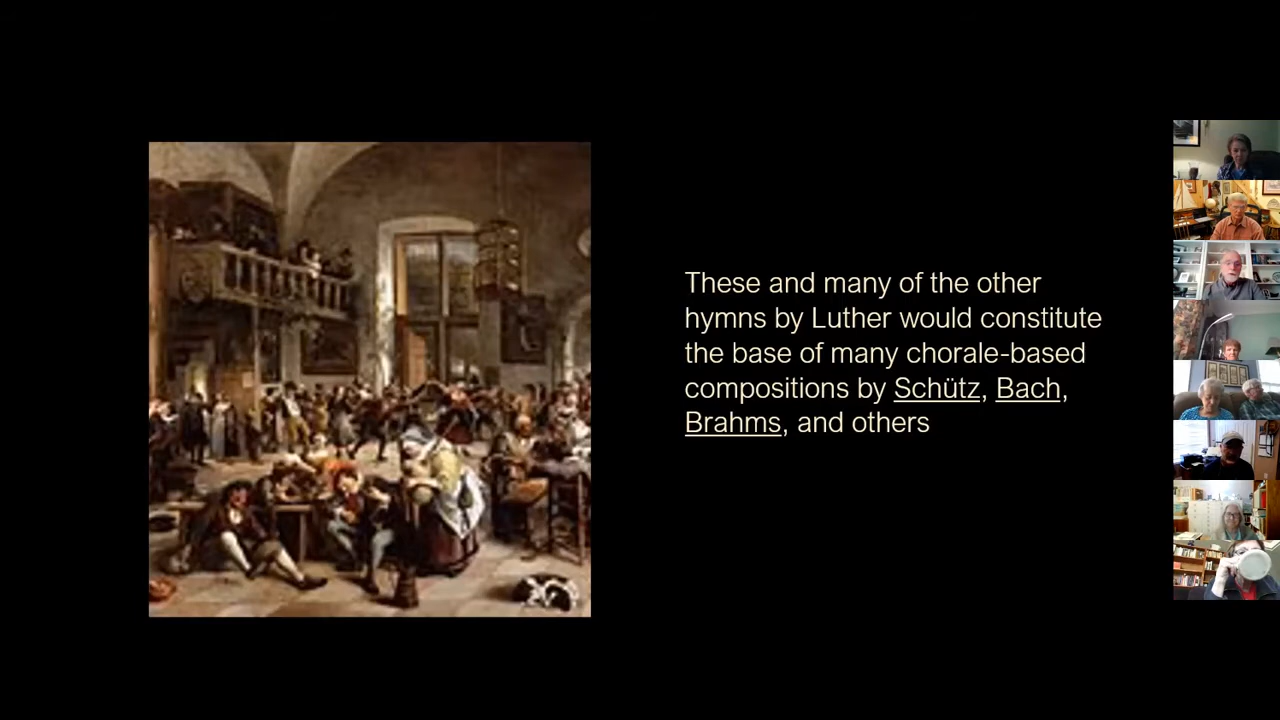 These and many of the other
hymns by Luther would constitute
the base of many chorale-based
compositions by Schütz, Bach,
Brahms, and others